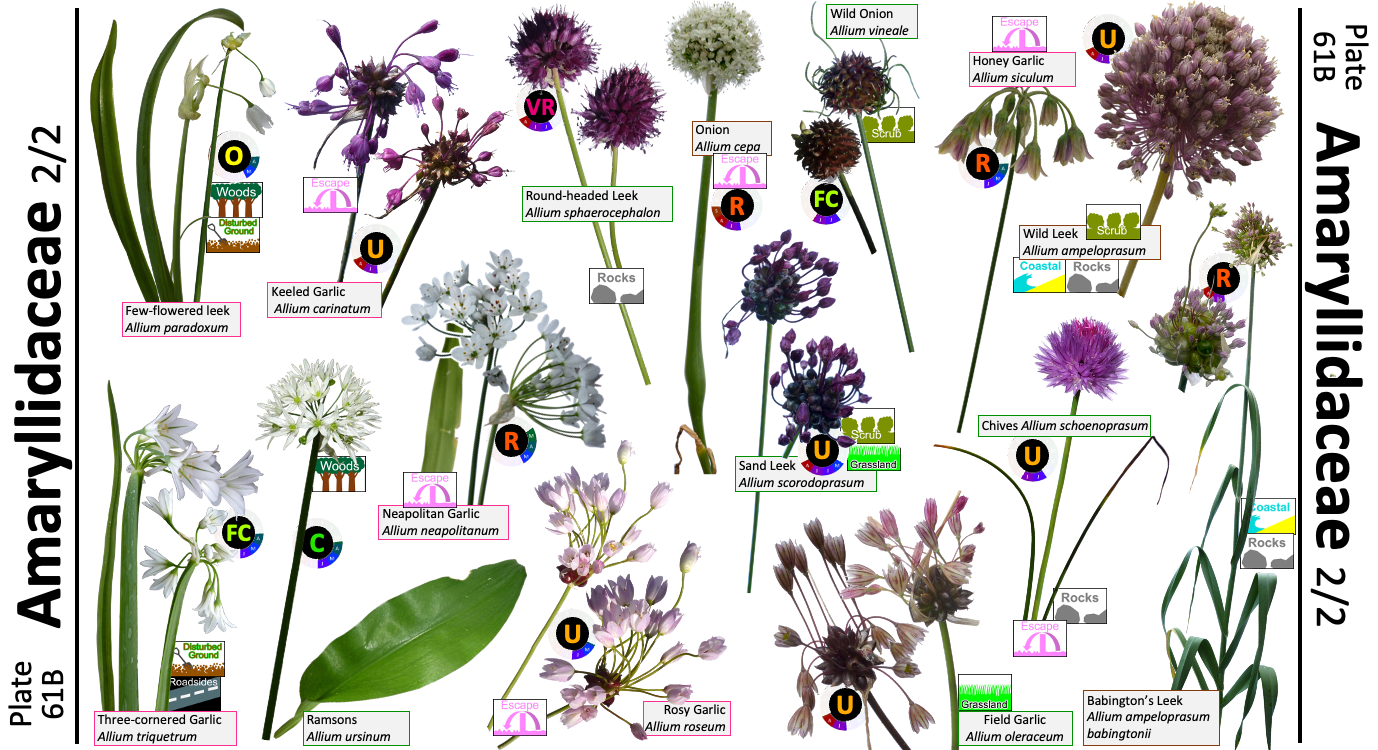 Plate
61B
Amaryllidaceae 2/2
O
Woods
Disturbed
Ground
Few-flowered leek
Allium paradoxum
Escape
U
Keeled Garlic
Allium carinatum
VR
Round-headed Leek
Allium sphaerocephalon
Rocks
Onion
Allium cepa
Escape
R
Wild Onion
Allium vineale
Scrub
FC
Escape
Honey Garlic
Allium siculum
R
U
Scrub
Wild Leek
Allium ampeloprasum
Coastal
Rocks
R
Three-cornered Garlic
Allium triquetrum
FC
Disturbed
Ground
Roadsides
Woods
C
Ramsons
Allium ursinum
R
Escape
Neapolitan Garlic
Allium neapolitanum
U
Escape
Rosy Garlic
Allium roseum
Scrub
U
Grassland
Sand Leek
Allium scorodoprasum
U
Grassland
Field Garlic
Allium oleraceum
Chives Allium schoenoprasum
U
Rocks
Escape
Coastal
Rocks
Babington's Leek
Allium ampeloprasum
babingtonii
Plate
61B
Amaryllidaceae 2/2